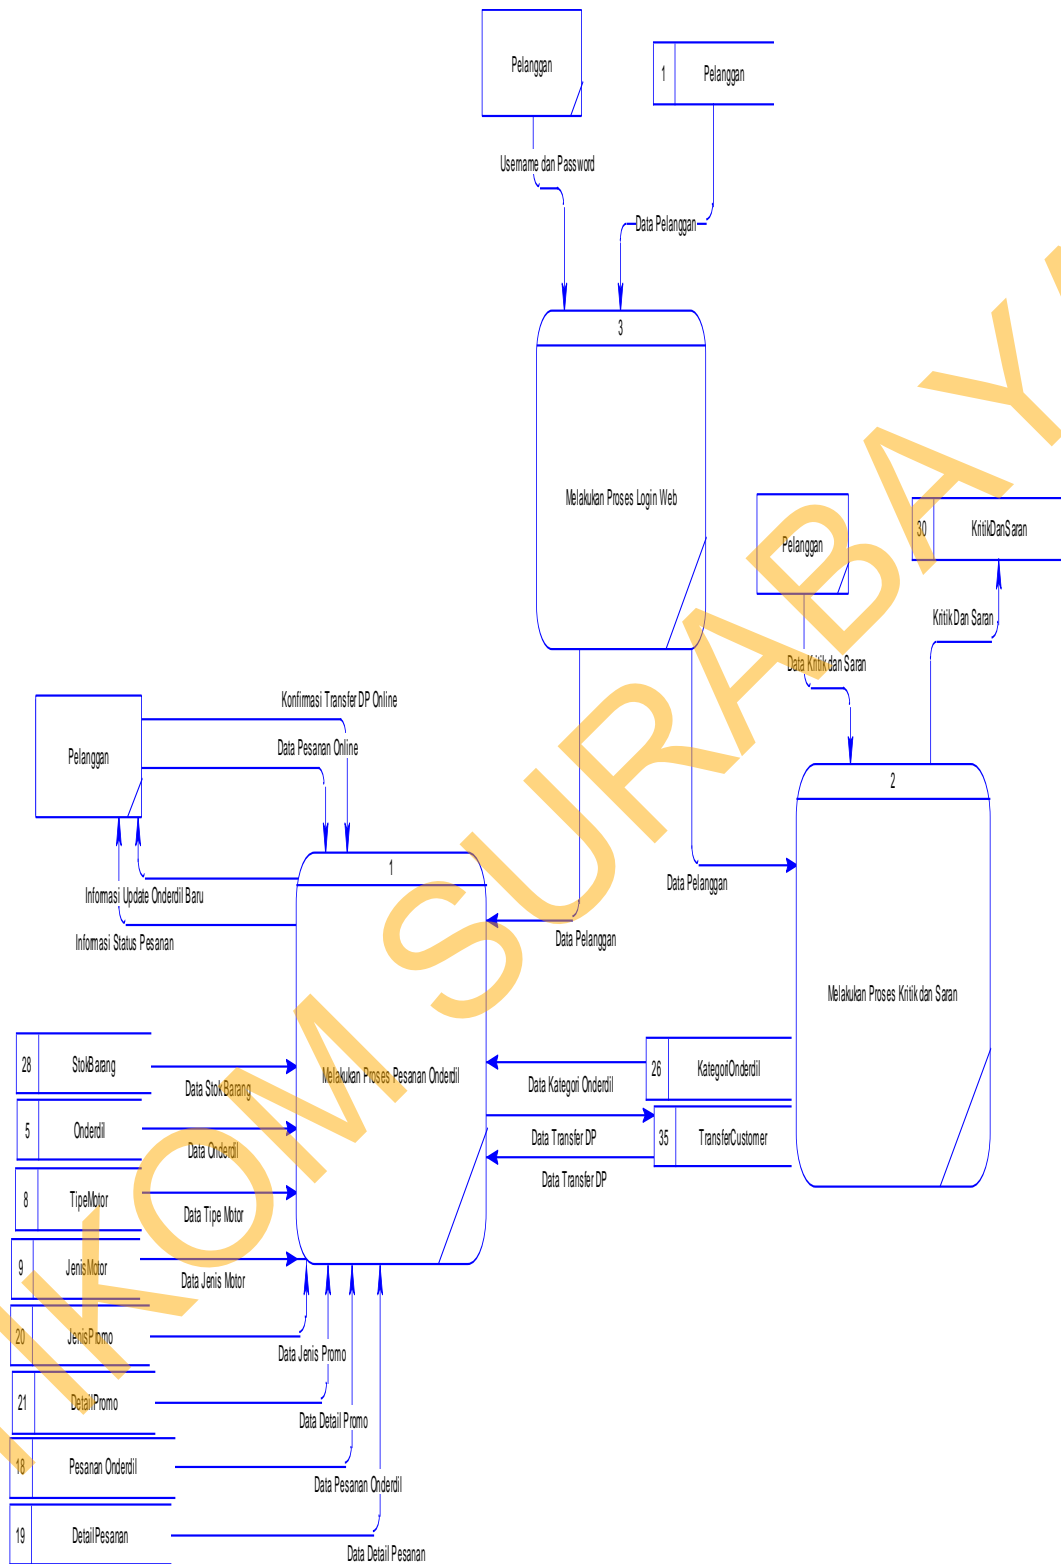 Pelanggan
1 Pelanggan
Username dan Password
Data Pelanggan
3
Melakukan Proses Login Web
Pelanggan
30 KritikDanSaran
Kritik Dan Saran
Data Kritik dan Saran
Konfirmasi Transfer DP Online
Data Pesanan Online
Pelanggan
2
1
Data Pelanggan
Informasi Update Onderdil Baru
Informasi Status Pesanan
Data Pelanggan
Melakukan Proses Kritik dan Saran
28 StokBarang
Data StokBarang
Melakukan Proses Pesanan Onderdil
26 KategoriOnderdil
Data Kategori Onderdil
5 Onderdil
Data Onderdil
35 TransferCustomer
Data Transfer DP
Data Transfer DP
8 TipeMotor
Data Tipe Motor
9 JenisMotor
Data Jenis Motor
20 JenisPromo
Data Jenis Promo
21 DetailPromo
Data Detail Promo
18 Pesanan Onderdil
Data Pesanan Onderdil
19 DetailPesanan
Data Detail Pesanan
IKOM SURABAYA